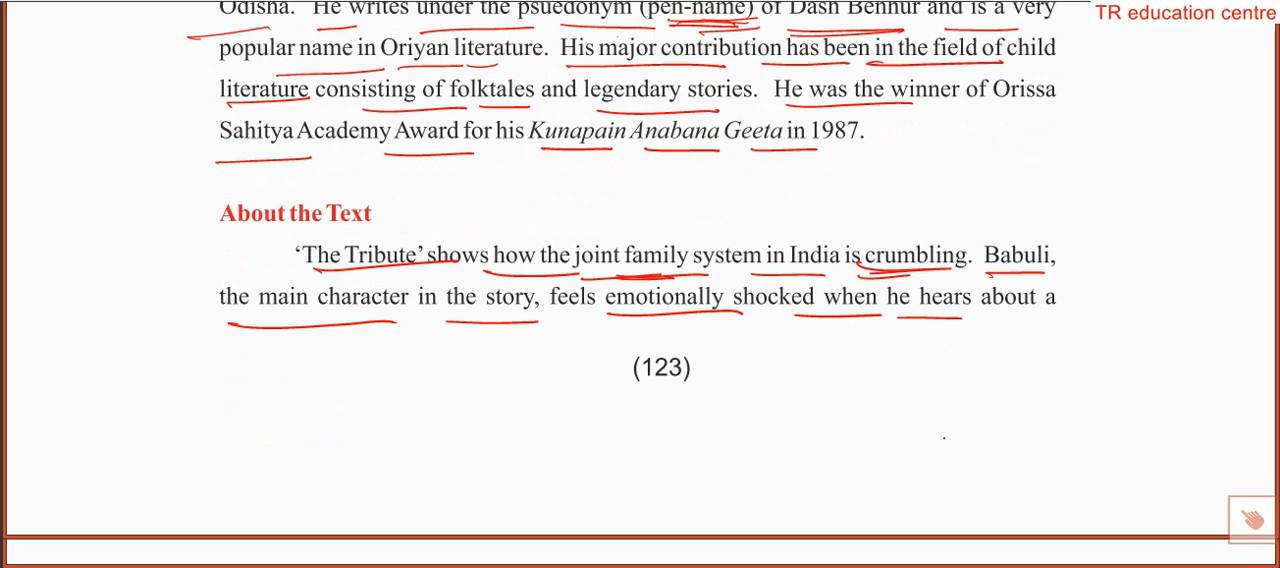 TR education centre
Odisha. He writes under the psuedonym (pen-name) of Dash Benhur and is a very
popular name in Oriyan literature. His major contribution has been in the field of child
literature consisting of folktales and legendary stories. He was the winner of Orissa
Sahitya Academy Award for his Kunapain Anabana Geeta in 1987.
About the Text
‘The Tribute’ shows how the joint family system in India is crumbling. Babuli,
the main character in the story, feels emotionally shocked when he hears about a
(123)